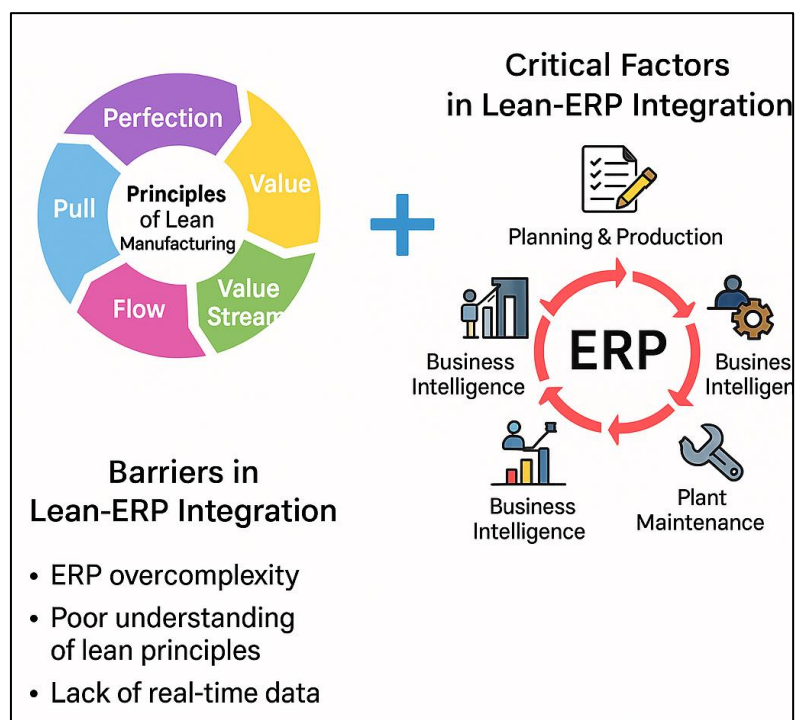 Perfection
Value
Pull
Principles
of Lean
Manufacturing
Flow
Value
Stream
Critical Factors
in Lean-ERP Integration
Planning & Production
Business
Intelligence
ERP
Busines
Intelligen
Business
Intelligence
Plant
Maintenance
Barriers in
Lean-ERP Integration
• ERP overcomplexity
• Poor understanding
of lean principles
• Lack of real-time data